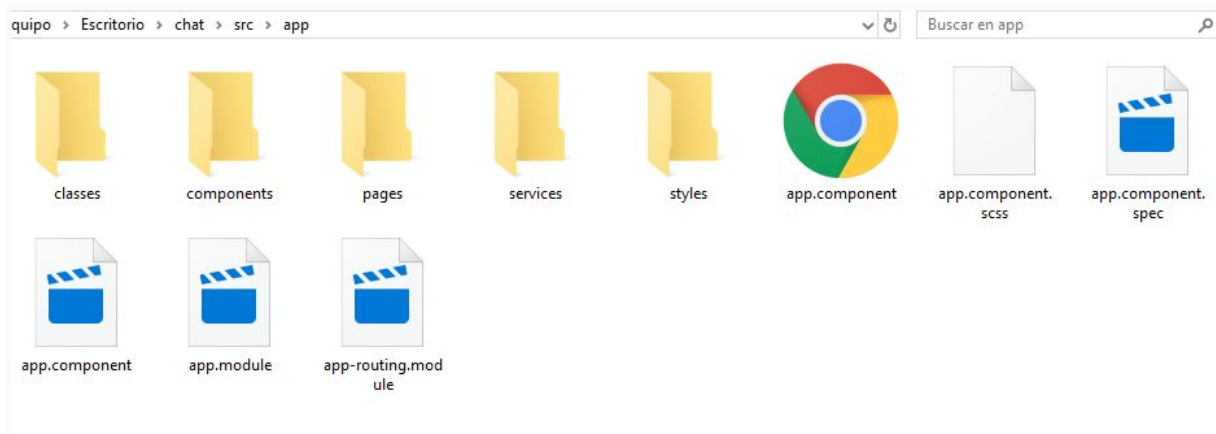 quipo > Escritorio > chat > src > app
Buscar en app
classes
components
pages
services
styles
app.component
app.component.
scss
app.component.
spec
app.component
app.module
app-routing.mod
ule